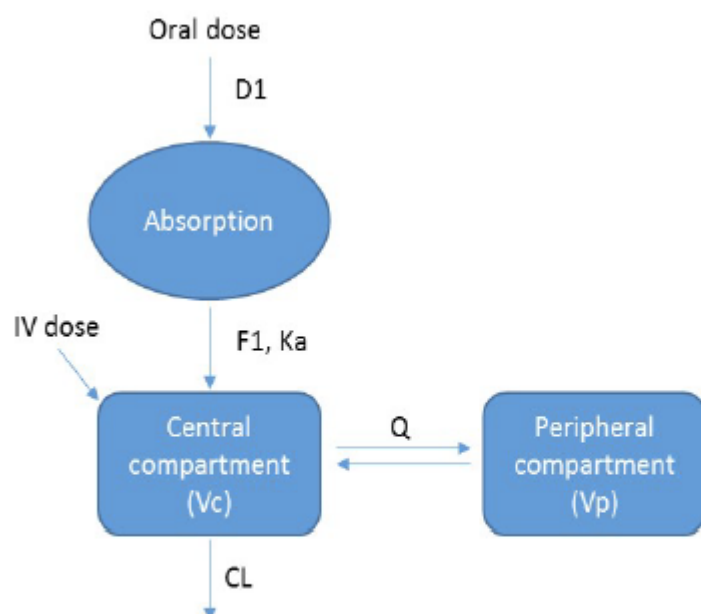 Oral dose
D1
Absorption
IV dose
F1, Ka
Central
compartment
(Vc)
Q
Peripheral
compartment
(Vp)
CL